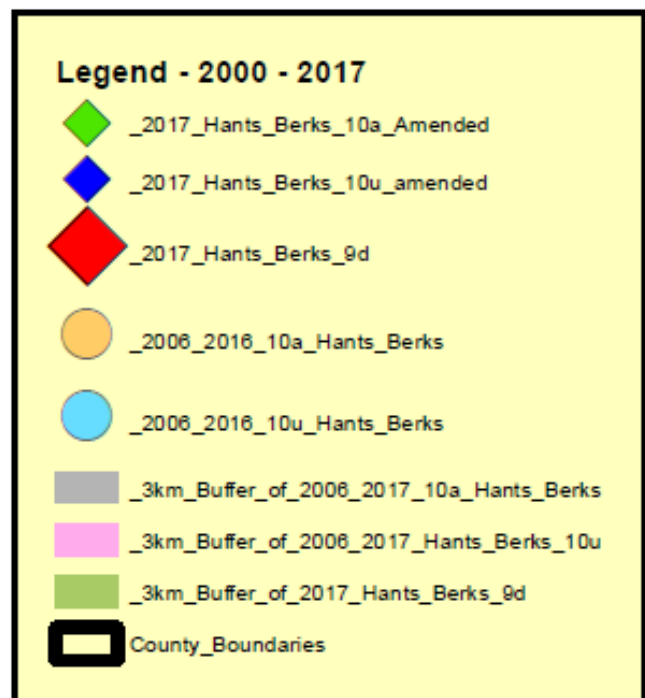 Legend - 2000 - 2017
_2017_Hants_Berks_10a_Amended
_2017_Hants_Berks_10u_amended
_2017_Hants_Berks_9d
_2006_2016_10a_Hants_Berks
_2006_2016_10u_Hants_Berks
_3km_Buffer_of_2006_2017_10a_Hants_Berks
_3km_Buffer_of_2006_2017_Hants_Berks_10u
_3km_Buffer_of_2017_Hants_Berks_9d
County_Boundaries